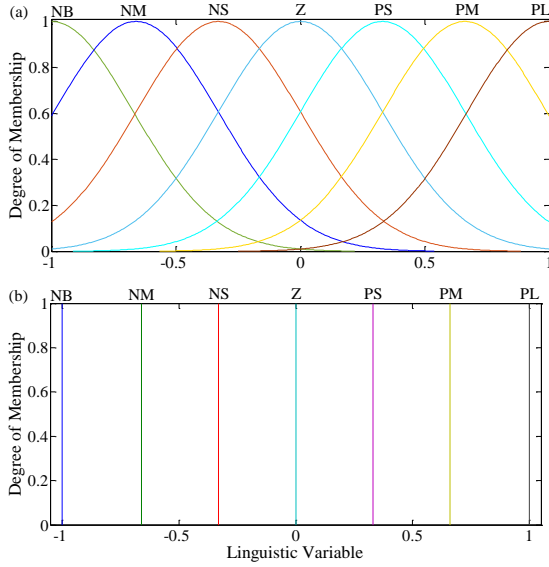 (a)
NB NM NS Z PS PM PL
1
0.8
0.6
0.4
0.2
0
Degree of Membership
-1 -0.5 0 0.5 1
(b)
NB NM NS Z PS PM PL
1
0.8
0.6
0.4
0.2
0
Degree of Membership
-1 -0.5 0 0.5 1
Linguistic Variable